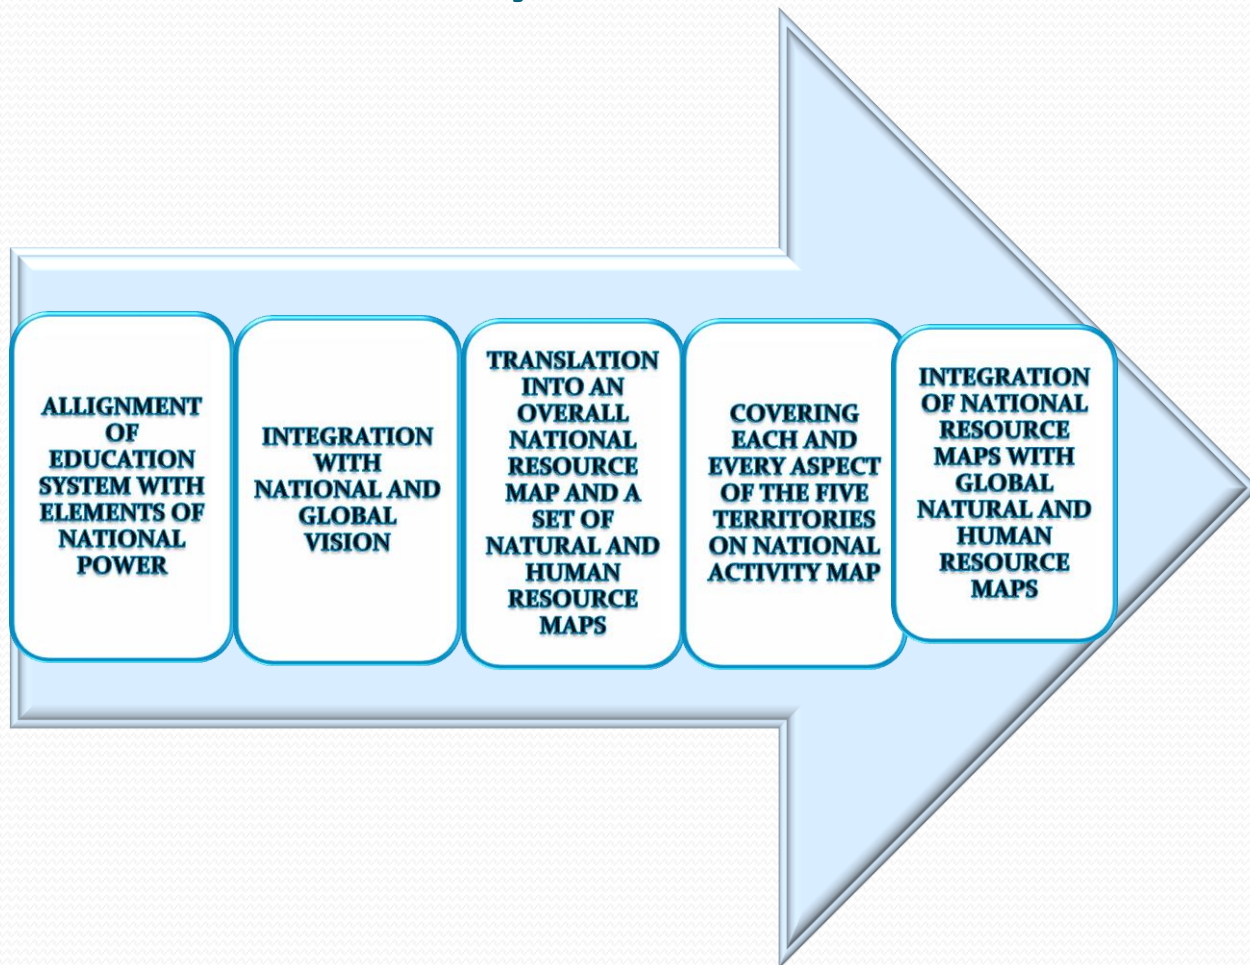 ALLIGNMENT
OF
EDUCATION
SYSTEM WITH
ELEMENTS OF
NATIONAL
POWER
INTEGRATION
WITH
NATIONAL AND
GLOBAL
VISION
TRANSLATION
INTO AN
OVERALL
NATIONAL
RESOURCE
MAP AND A
SET OF
NATURAL AND
HUMAN
RESOURCE
MAPS
COVERING
EACH AND
EVERY ASPECT
OF THE FIVE
TERRITORIES
ON NATIONAL
ACTIVITY MAP
INTEGRATION
OF NATIONAL
RESOURCE
MAPS WITH
GLOBAL
NATURAL AND
HUMAN
RESOURCE
MAPS